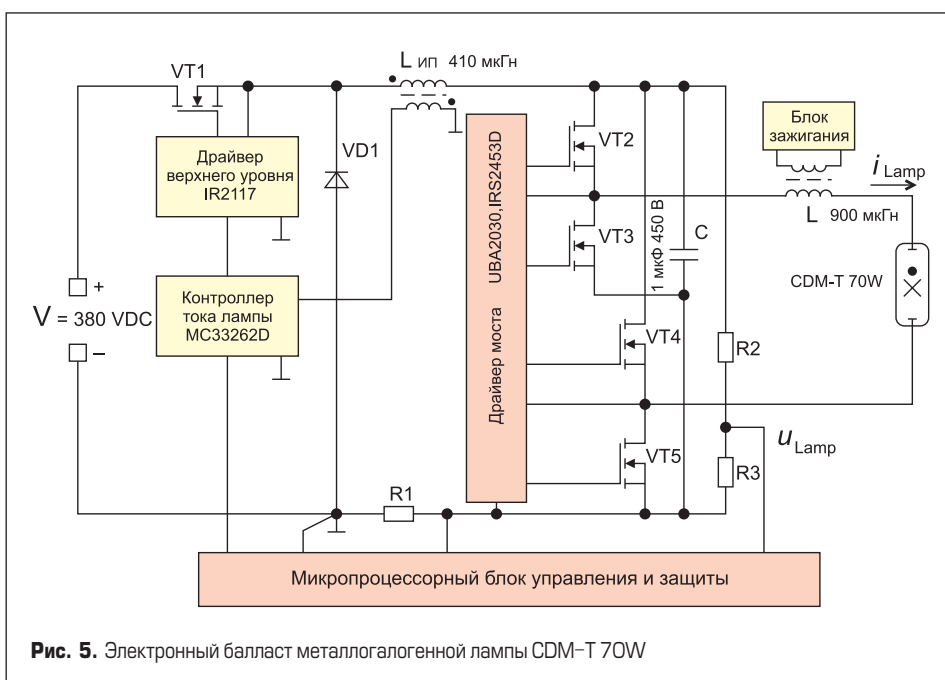 VT1
L ип 410 мкГн
Драйвер
верхнего уровня
IR2117
VD1
Контроллер
тока лампы
MC33262D
+
V = 380 VDC
–
Драйвер моста UBA2030,IRS2453D
VT2
VT3
1 мкФ 450 В
C
VT4
VT5
Блок
зажигания
i Lamp
L 900 мкГн
CDM-T 70W
R2
u Lamp
R3
R1
Микропроцессорный блок управления и защиты
Рис. 5. Электронный балласт металлогалогенной лампы CDM–T 70W